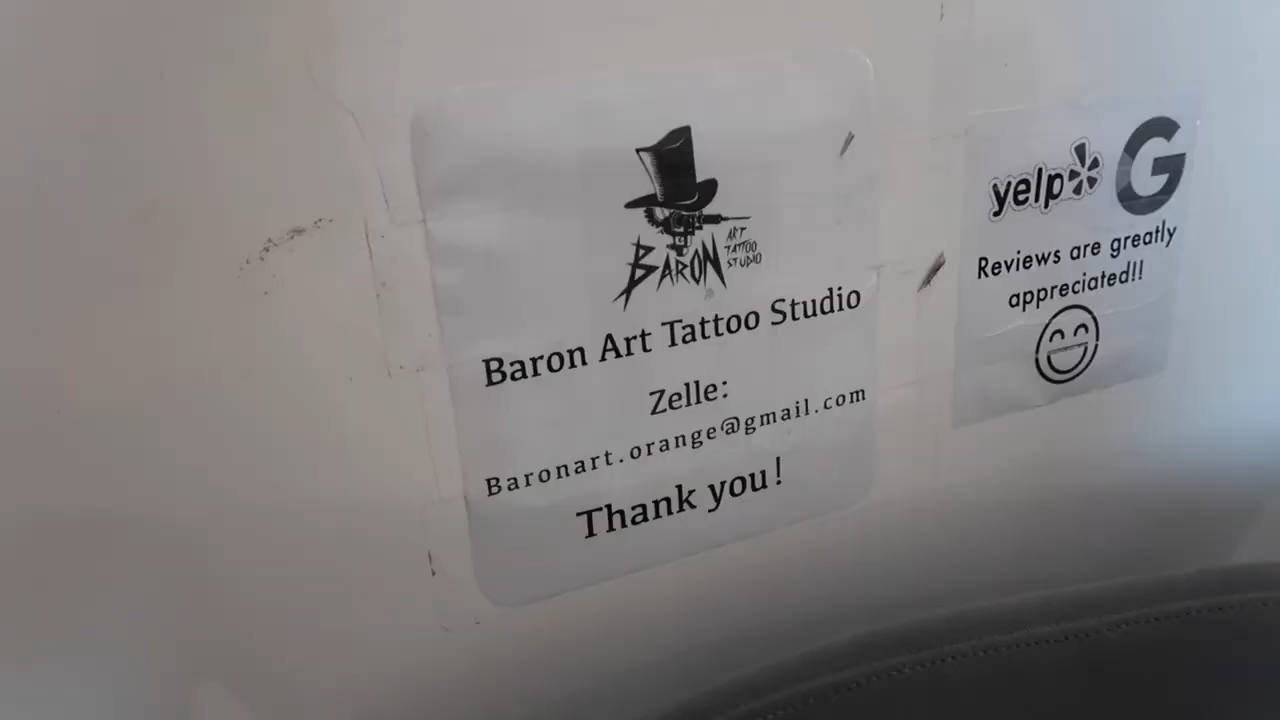 BARON
ART
TATTOO
STUDIO
Baron Art Tattoo Studio
Zelle:
Baronart.orange@gmail.com
Thank you!
yelp G
Reviews are greatly
appreciated!!